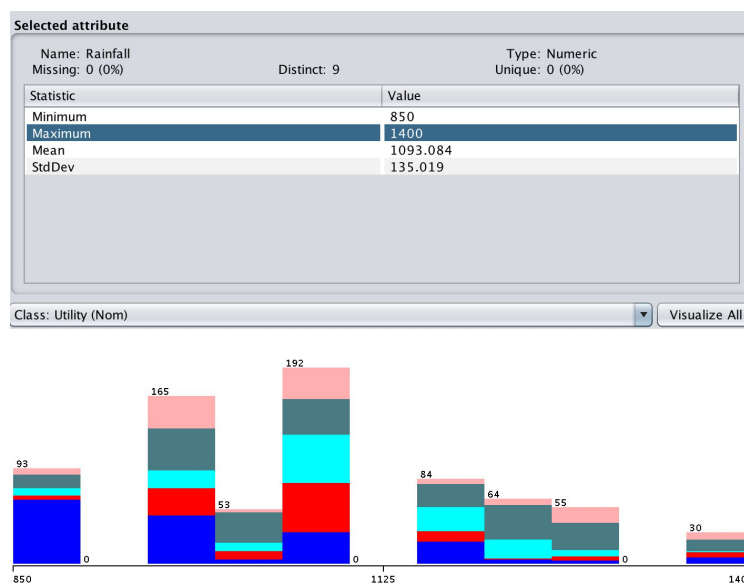 Selected attribute
Name: Rainfall Type: Numeric
Missing: 0 (0%) Distinct: 9 Unique: 0 (0%)
Statistic Value
Minimum 850
Maximum 1400
Mean 1093.084
StdDev 135.019
Class: Utility (Nom) Visualize All
192
165
93
84
64
55
53
30
0 0 0
850 1125 140